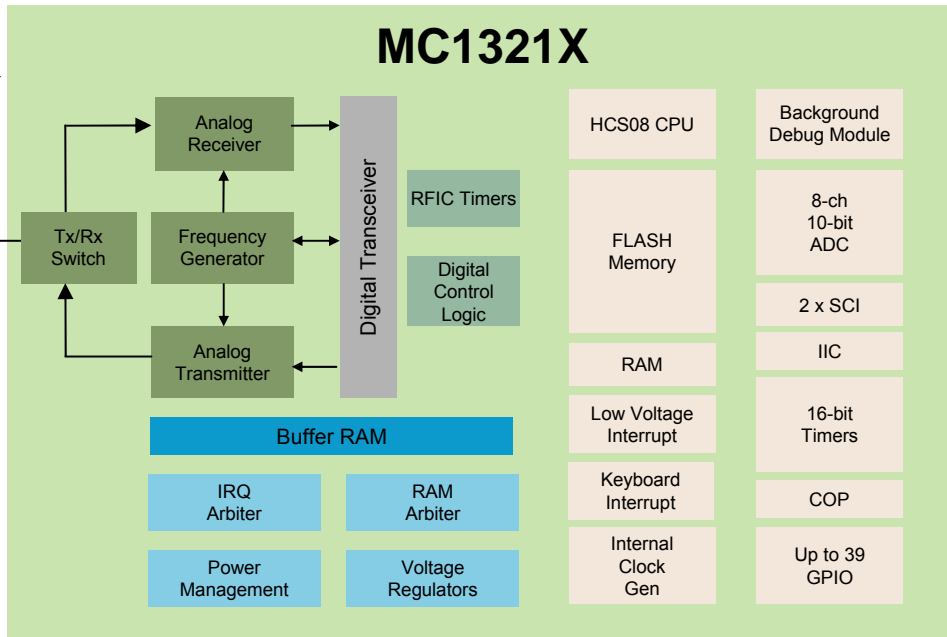 MC1321X
Analog
Receiver
Tx/Rx
Switch
Frequency
Generator
Analog
Transmitter
Digital Transceiver
RFIC Timers
Digital
Control
Logic
Buffer RAM
IRQ
Arbiter
RAM
Arbiter
Power
Management
Voltage
Regulators
HCS08 CPU
FLASH
Memory
RAM
Low Voltage
Interrupt
Keyboard
Interrupt
Internal
Clock
Gen
Background
Debug Module
8-ch
10-bit
ADC
2 x SCI
IIC
16-bit
Timers
COP
Up to 39
GPIO